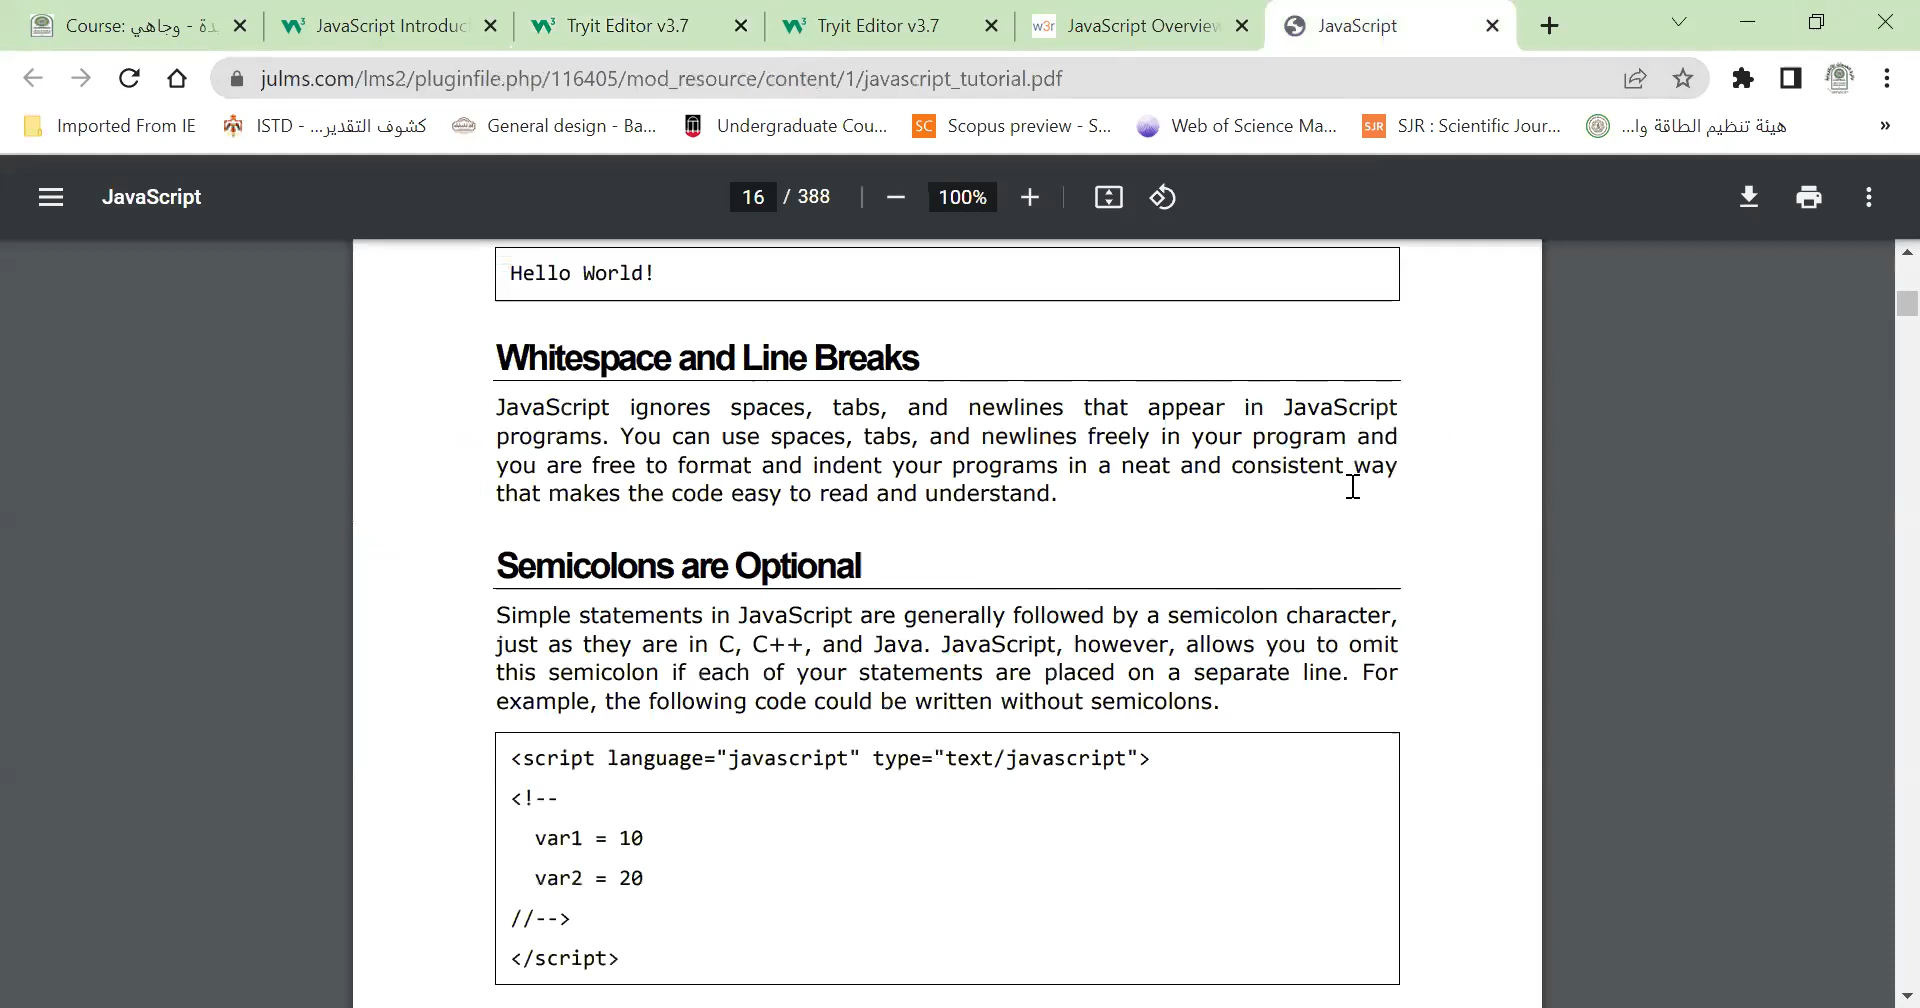 Course: وجاهي - دة
JavaScript Introduc
Tryit Editor v3.7
Tryit Editor v3.7
w3r JavaScript Overview
JavaScript
julms.com/lms2/pluginfile.php/116405/mod_resource/content/1/javascript_tutorial.pdf
Imported From IE
ISTD - ...كشوف التقدير
General design - Ba...
Undergraduate Cou...
SC Scopus preview - S...
Web of Science Ma...
SJR SJR : Scientific Jour...
هيئة تنظيم الطاقة وا...
»
JavaScript
16 / 388
100%
Hello World!
Whitespace and Line Breaks
JavaScript ignores spaces, tabs, and newlines that appear in JavaScript
programs. You can use spaces, tabs, and newlines freely in your program and
you are free to format and indent your programs in a neat and consistent way
that makes the code easy to read and understand.
Semicolons are Optional
Simple statements in JavaScript are generally followed by a semicolon character,
just as they are in C, C++, and Java. JavaScript, however, allows you to omit
this semicolon if each of your statements are placed on a separate line. For
example, the following code could be written without semicolons.
<script language="javascript" type="text/javascript">
<!--
var1 = 10
var2 = 20
//-->
</script>